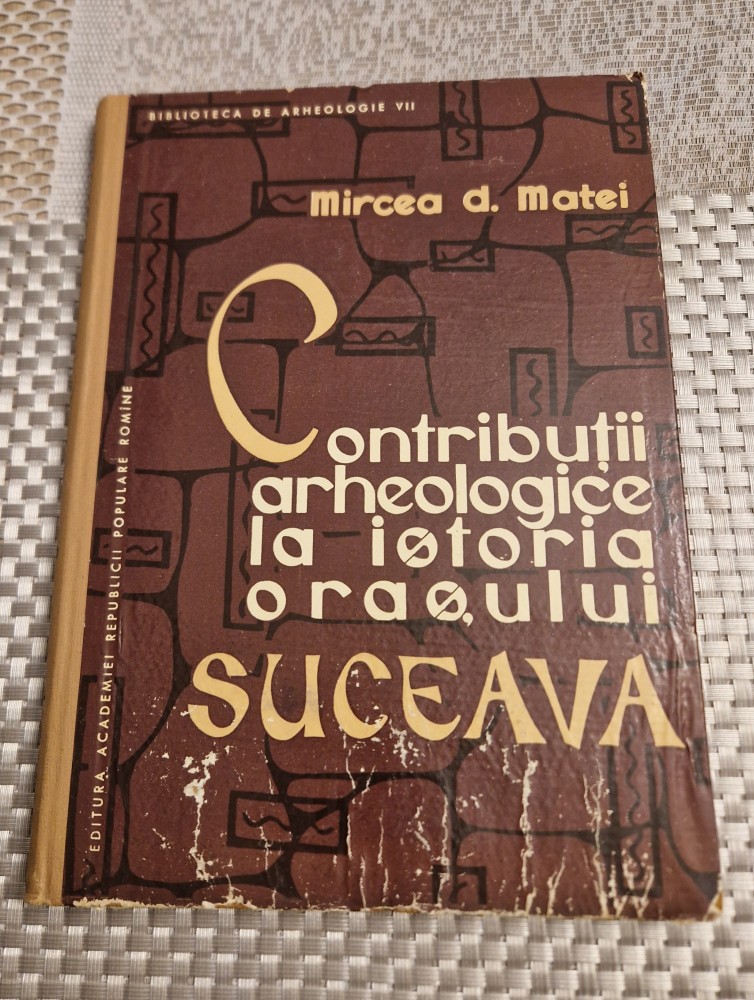 BIBLIOTECA DE ARHEOLOGIE VII
Mircea d. Matei
Contribuții
arheologice
la istoria
orașului
SUCEAVA
EDITURA ACADEMIEI REPUBLICII POPULARE ROMÎNE